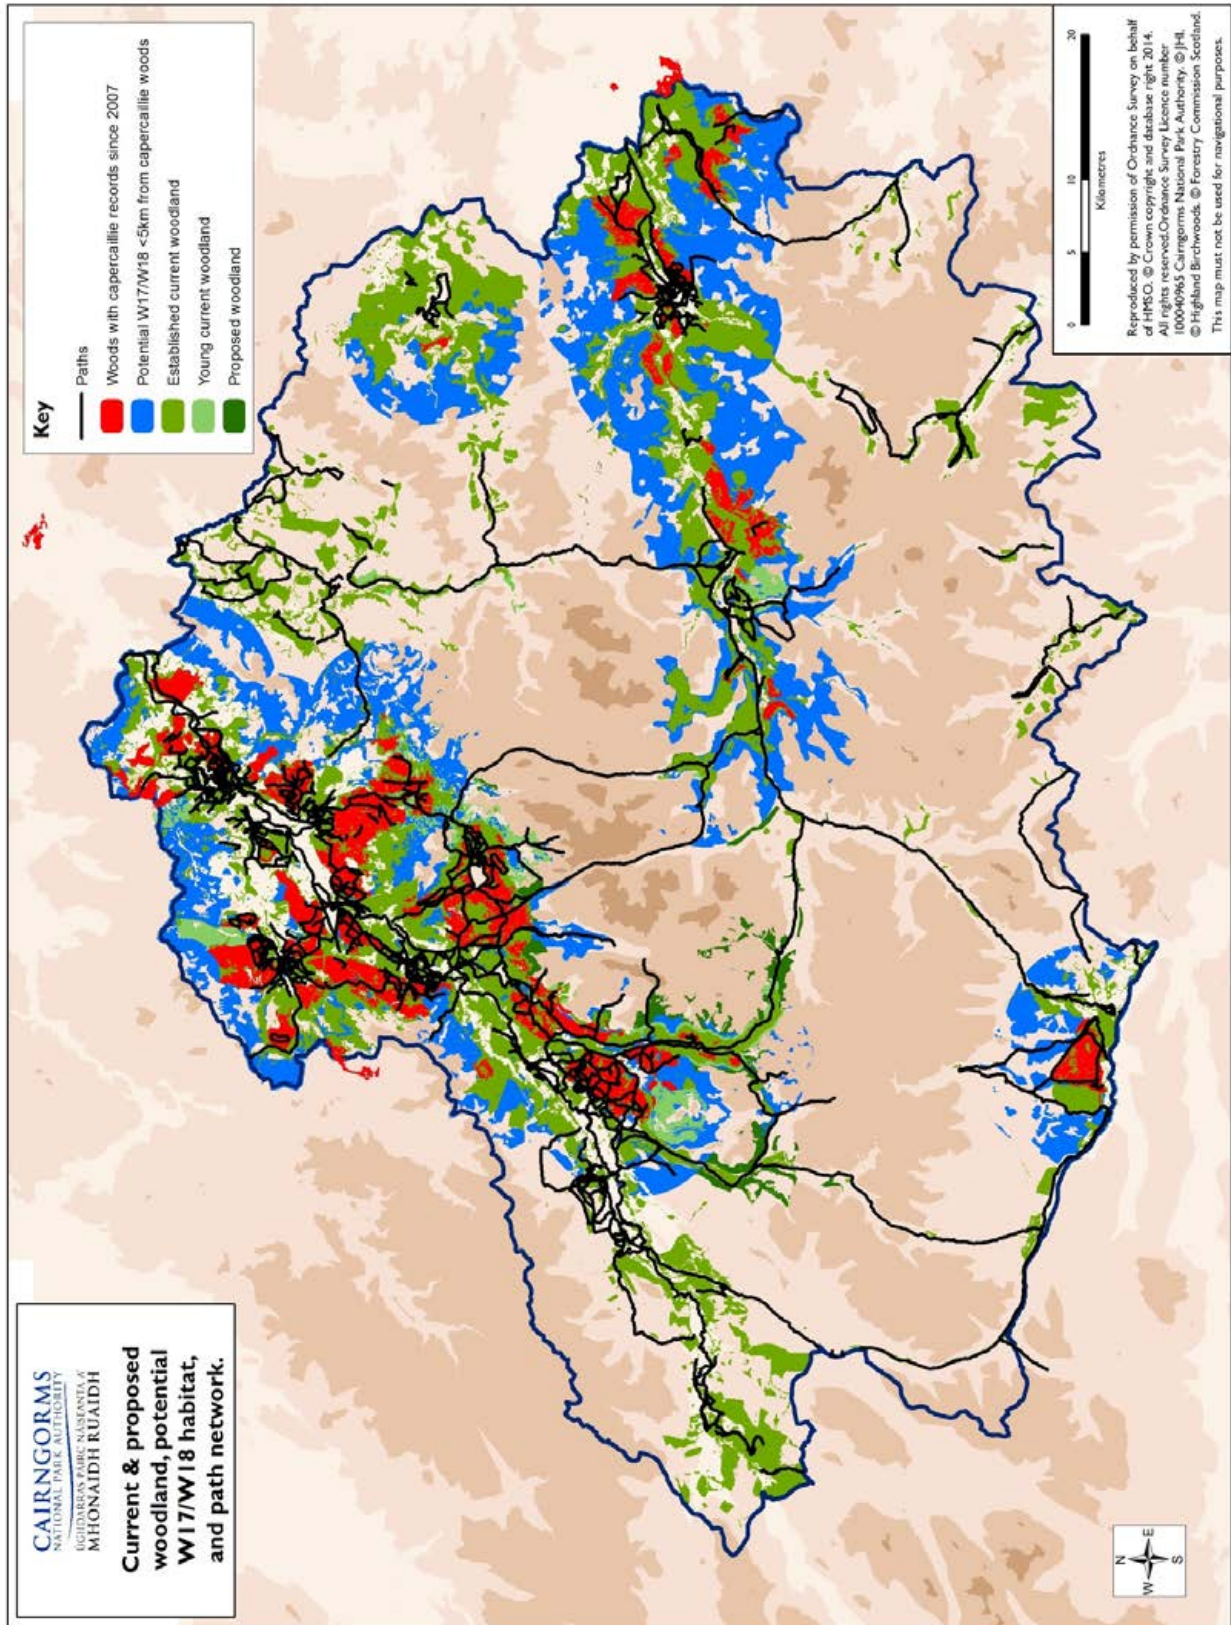 CAIRNGORMS
NATIONAL PARK AUTHORITY
ÙGHDARRAS PÀIRC NÀISEANTA A'
MHONAIDH RUAIDH
Current & proposed
woodland, potential
W17/W18 habitat,
and path network.
Key
Paths
Woods with capercaillie records since 2007
Potential W17/W18 <5km from capercaillie woods
Established current woodland
Young current woodland
Proposed woodland
N
W
E
S
0 5 10 20
Kilometres
Reproduced by permission of Ordnance Survey on behalf
of HMSO. © Crown copyright and database right 2014.
All rights reserved.Ordnance Survey Licence number
100040965 Cairngorms National Park Authority. © JHI.
© Highland Birchwoods. © Forestry Commission Scotland.
This map must not be used for navigational purposes.